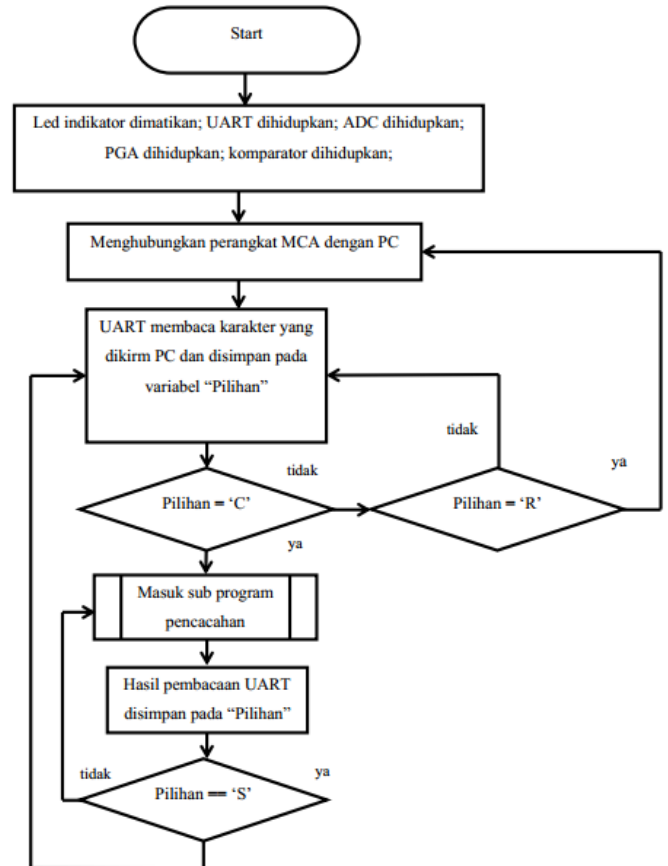 Start
Led indikator dimatikan; UART dihidupkan; ADC dihidupkan;
PGA dihidupkan; komparator dihidupkan;
Menghubungkan perangkat MCA dengan PC
UART membaca karakter yang
dikirm PC dan disimpan pada
variabel “Pilihan”
tidak
Pilihan = ‘C’
ya
tidak
Pilihan = ‘R’
ya
Masuk sub program
pencacahan
Hasil pembacaan UART
disimpan pada “Pilihan”
tidak
Pilihan == ‘S’
ya